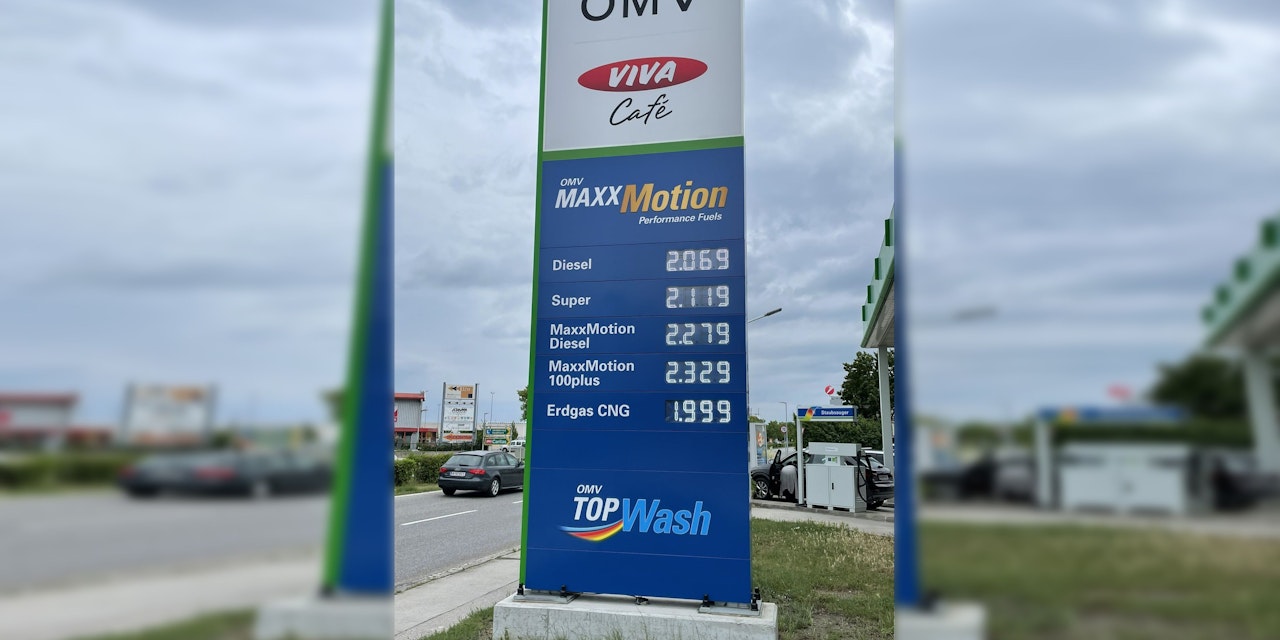 OMV
VIVA
Café
OMV
MAXXMotion
Performance Fuels
Diesel 2.069
Super 2.119
MaxxMotion
Diesel 2.279
MaxxMotion
100plus 2.329
Erdgas CNG 1.999
Staubsauger
OMV
TOPWash